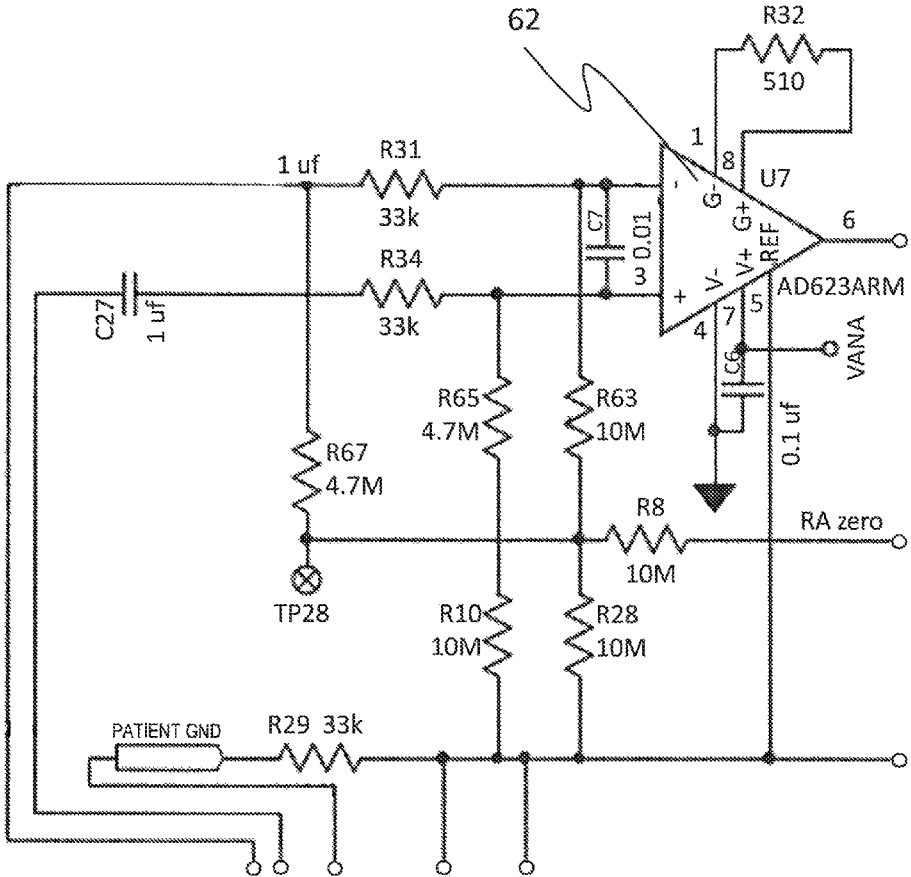 62
R32
510
1
8
U7
1 uf
R31
33k
C7
0.01
-
G-
G+
6
R34
33k
3
+
V-
V+
REF
AD623ARM
C27
1 uf
4
7
5
C6
VANA
0.1 uf
R65
4.7M
R63
10M
R67
4.7M
R8
10M
RA zero
TP28
R10
10M
R28
10M
PATIENT GND
R29 33k